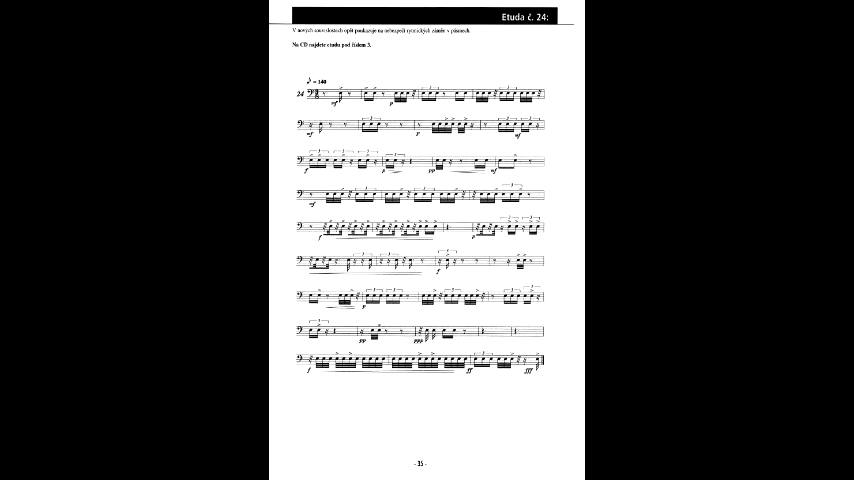 Etuda č. 24:
V nových souvislostech opět poukazuje na nebezpečí rytmických záměn v pásmech.
Na CD najdete etudu pod číslem 3.
♪ = 140
24
mf p
mf p mf
f p pp mf
mf
f p
f
p
pp ppp
f ff fff
- 35 -